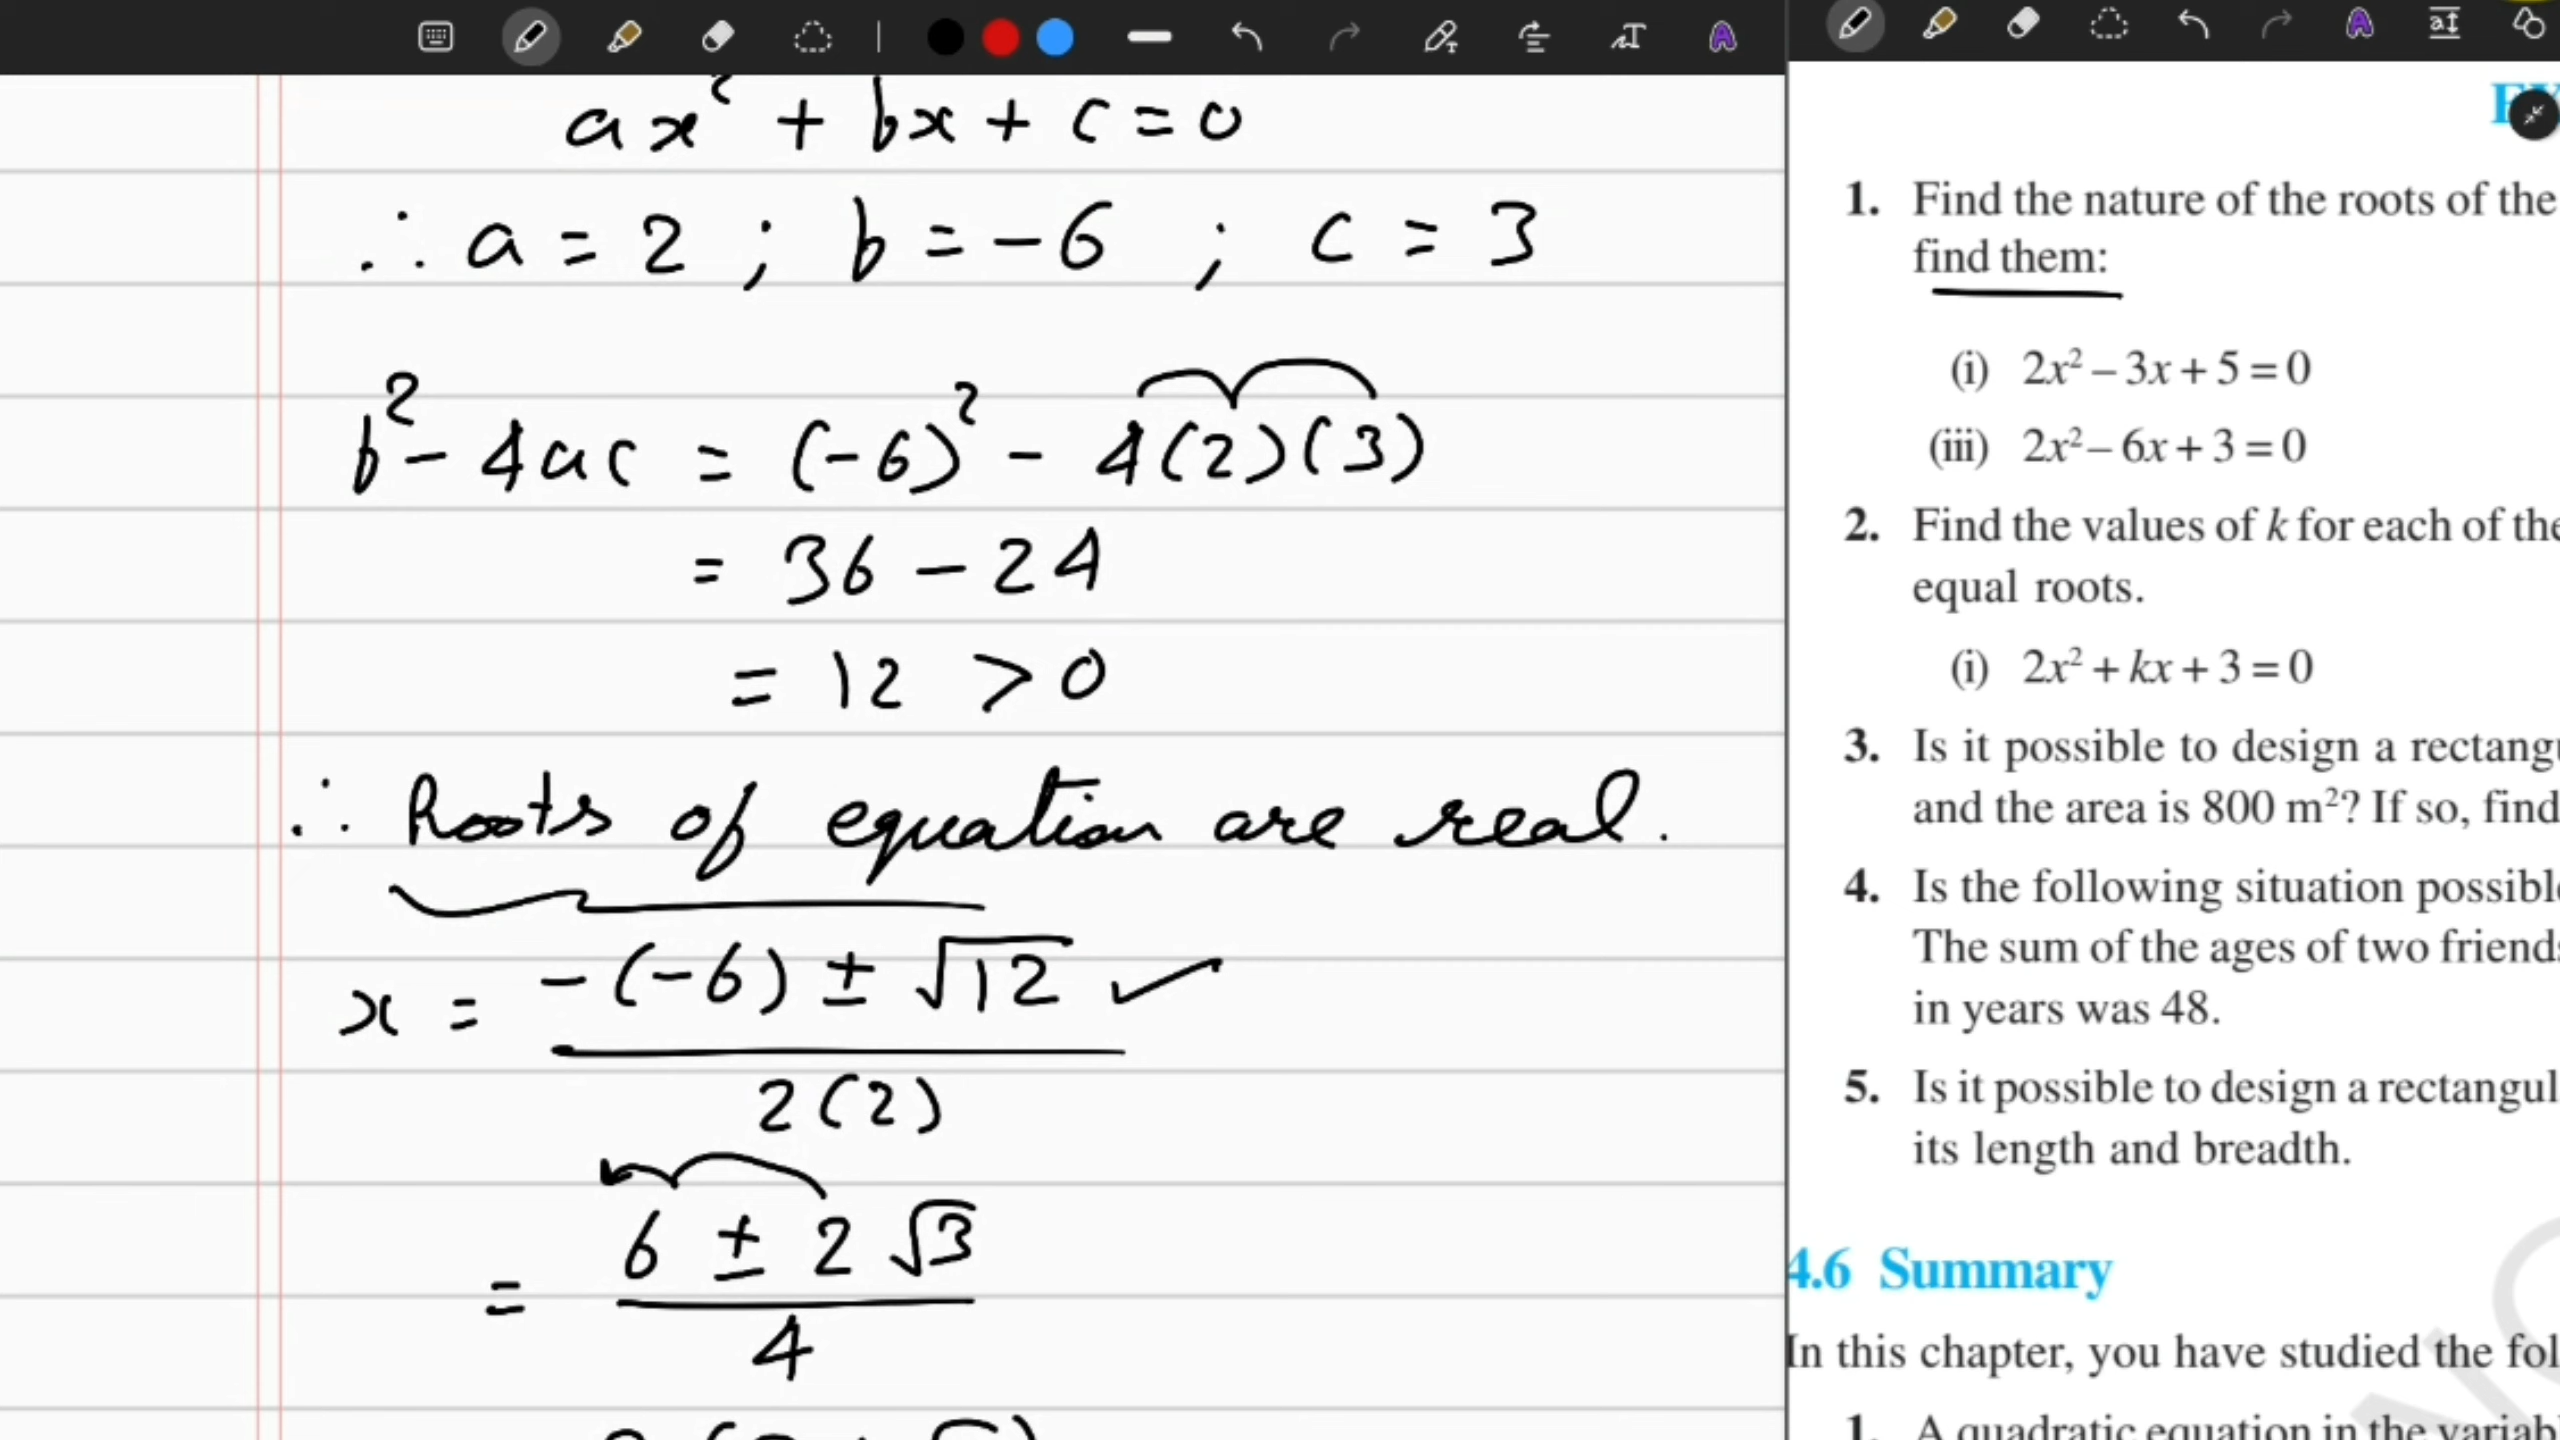 ax² + bx + c = 0
∴ a = 2 ; b = -6 ; c = 3
b² - 4ac = (-6)² - 4(2)(3)
= 36 - 24
= 12 > 0
∴ Roots of equation are real.
x = -(-6) ± √12 ✓
2(2)
= 6 ± 2√3
4
1. Find the nature of the roots of the
find them:
(i) 2x² – 3x + 5 = 0
(iii) 2x² – 6x + 3 = 0
2. Find the values of k for each of the
equal roots.
(i) 2x² + kx + 3 = 0
3. Is it possible to design a
and the area is 800 m²? If so, find
4. Is the following situation
The sum of the ages of two
in years was 48.
5. Is it possible to design a
its length and breadth.
4.6 Summary
In this chapter, you have studied the
1. A quadratic equation in the